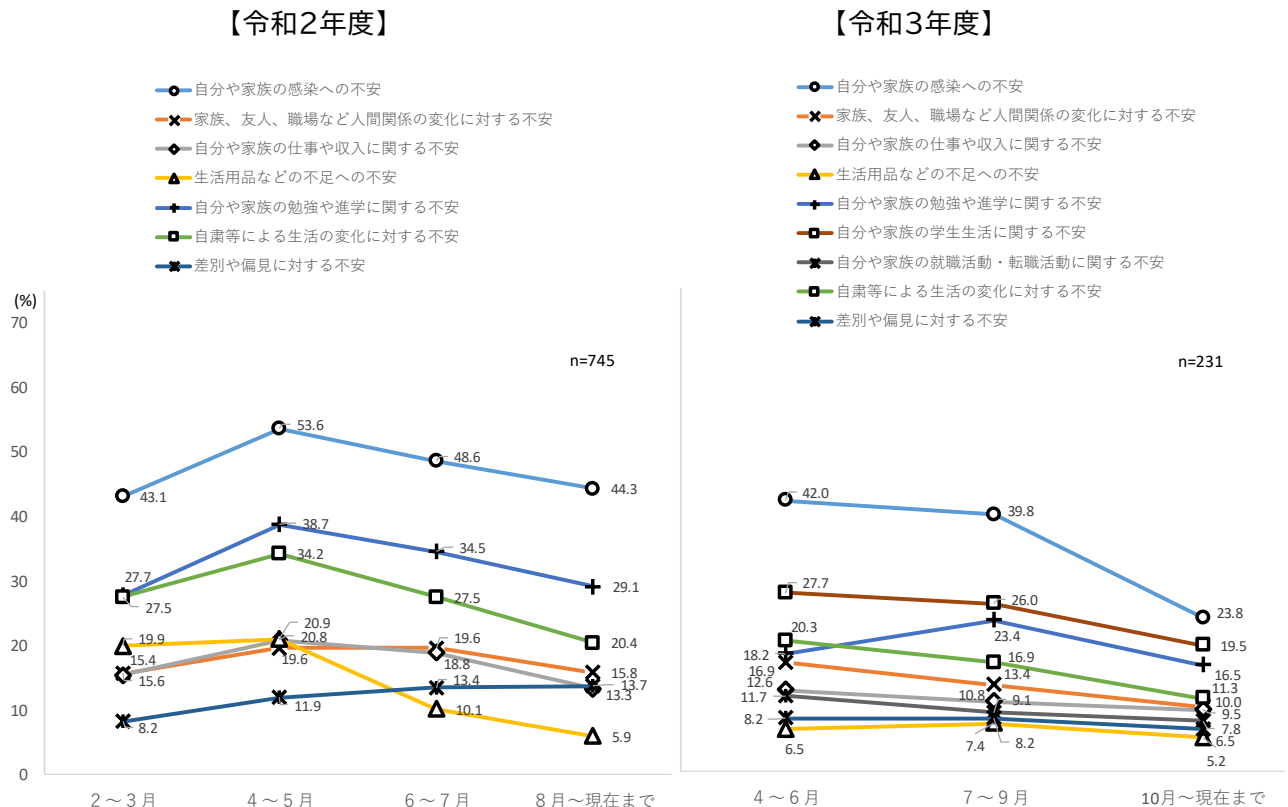 【令和2年度】
自分や家族の感染への不安
家族、友人、職場など人間関係の変化に対する不安
自分や家族の仕事や収入に関する不安
生活用品などの不足への不安
自分や家族の勉強や進学に関する不安
自粛等による生活の変化に対する不安
差別や偏見に対する不安
(%)
70
60
50
40
30
20
10
0
n=745
53.6
48.6
44.3
43.1
38.7
34.5
34.2
29.1
27.7
27.5
27.5
20.4
19.9
20.9
20.8
19.6
19.6
18.8
15.4
15.6
15.8
13.7
13.3
13.4
11.9
10.1
8.2
5.9
2～3月
4～5月
6～7月
8月～現在まで
【令和3年度】
自分や家族の感染への不安
家族、友人、職場など人間関係の変化に対する不安
自分や家族の仕事や収入に関する不安
生活用品などの不足への不安
自分や家族の勉強や進学に関する不安
自分や家族の学生生活に関する不安
自分や家族の就職活動・転職活動に関する不安
自粛等による生活の変化に対する不安
差別や偏見に対する不安
n=231
42.0
39.8
23.8
27.7
26.0
19.5
20.3
23.4
16.5
18.2
16.9
16.9
13.4
11.3
12.6
10.8
10.0
11.7
9.1
9.5
8.2
8.2
7.8
6.5
7.4
6.5
5.2
4～6月
7～9月
10月～現在まで